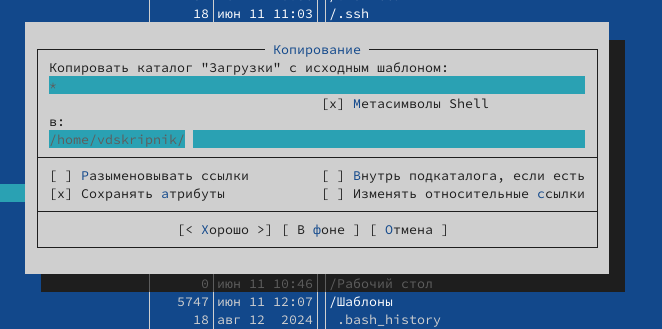 18 июн 11 11:03 /.ssh
Копирование
Копировать каталог "Загрузки" с исходным шаблоном:
*
[x] Метасимволы Shell
в:
/home/vdskripnik/
[ ] Разыменовывать ссылки [ ] Внутрь подкаталога, если есть
[x] Сохранять атрибуты [ ] Изменять относительные ссылки
[< Хорошо >] [ В фоне ] [ Отмена ]
0 июн 11 10:46 /Рабочий стол
5747 июн 11 12:07 /Шаблоны
18 авг 12 2024 .bash_history